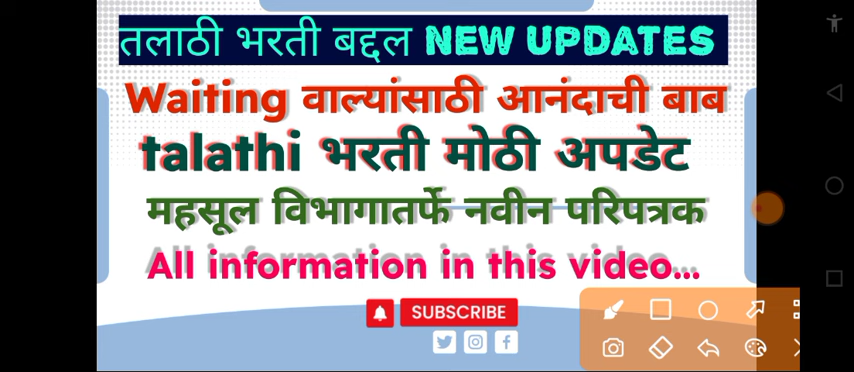 तलाठी भरती बद्दल NEW UPDATES
Waiting वाल्यांसाठी आनंदाची बाब
talathi भरती मोठी अपडेट
महसूल विभागातर्फे नवीन परिपत्रक
All information in this video...
SUBSCRIBE